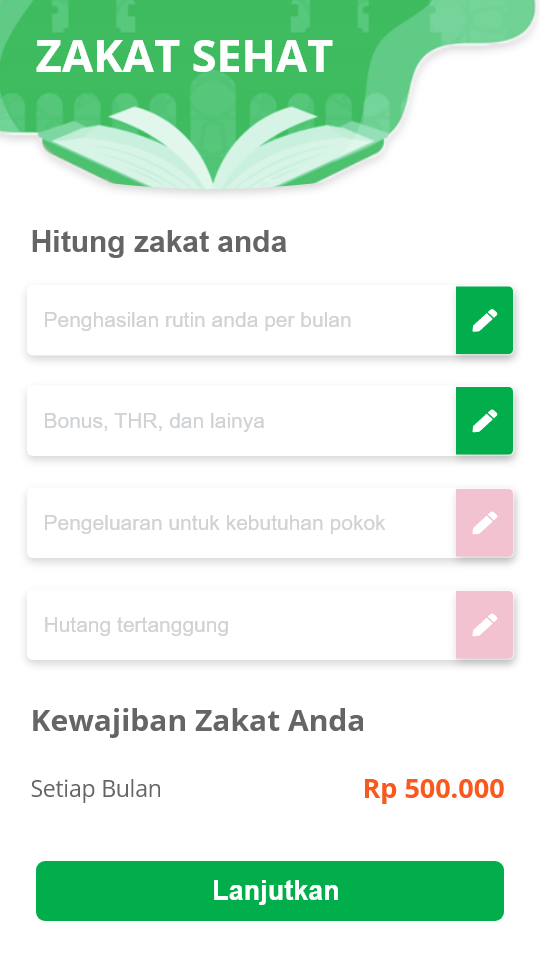 ZAKAT SEHAT
Hitung zakat anda
Penghasilan rutin anda per bulan
Bonus, THR, dan lainya
Pengeluaran untuk kebutuhan pokok
Hutang tertanggung
Kewajiban Zakat Anda
Setiap Bulan Rp 500.000
Lanjutkan